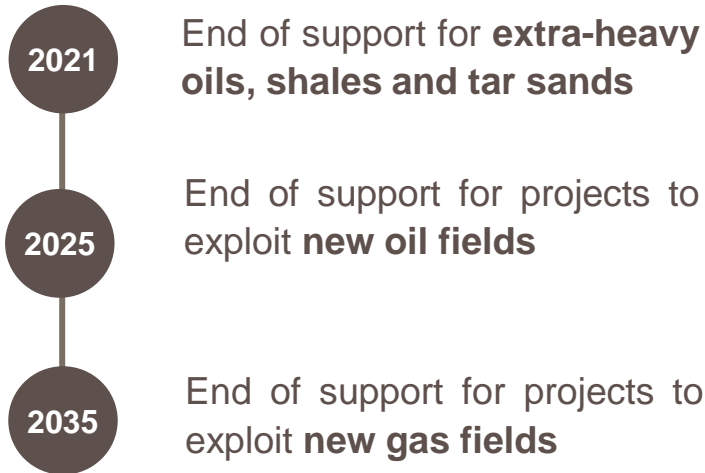 2021
End of support for extra-heavy
oils, shales and tar sands
2025
End of support for projects to
exploit new oil fields
2035
End of support for projects to
exploit new gas fields